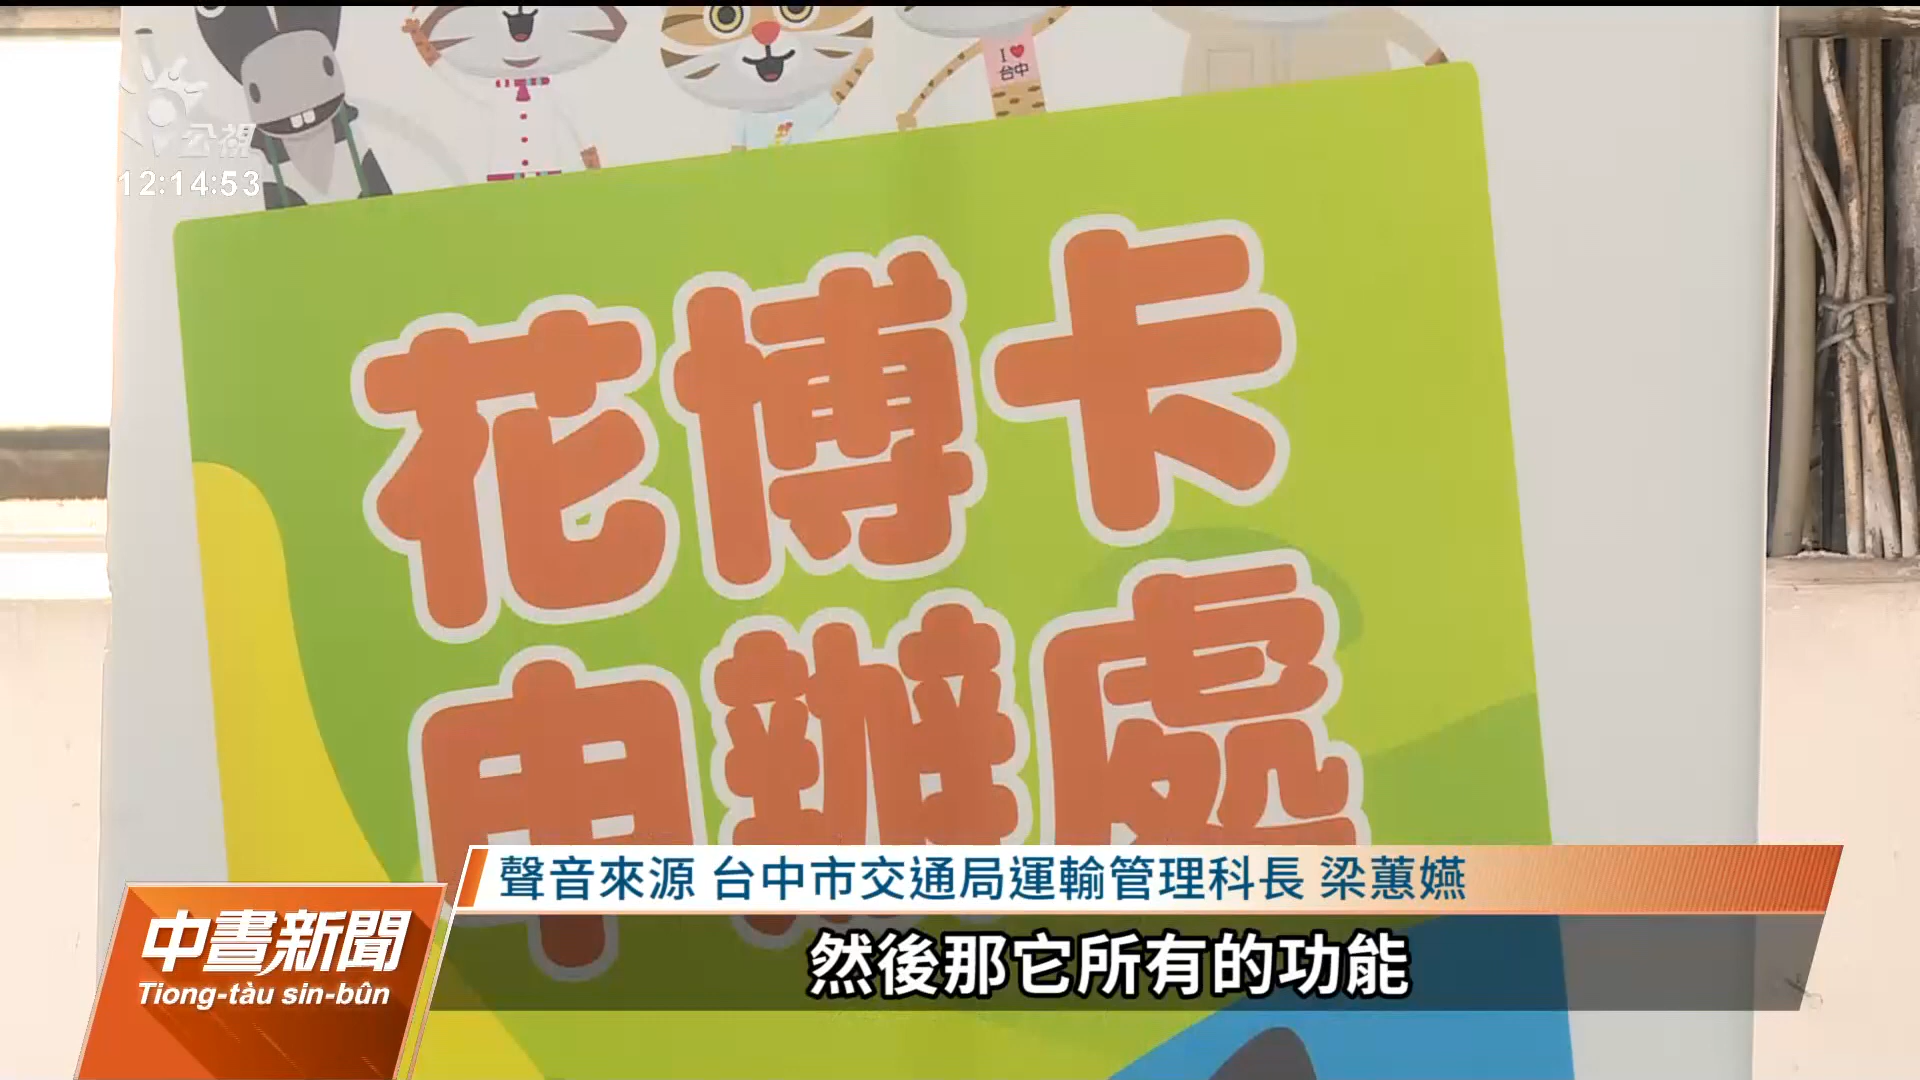 I❤
台中
公視
12:14:53
花博卡
申辦處
聲音來源 台中市交通局運輸管理科長 梁蕙嬿
中晝新聞
Tiong-tàu sin-bûn
然後那它所有的功能